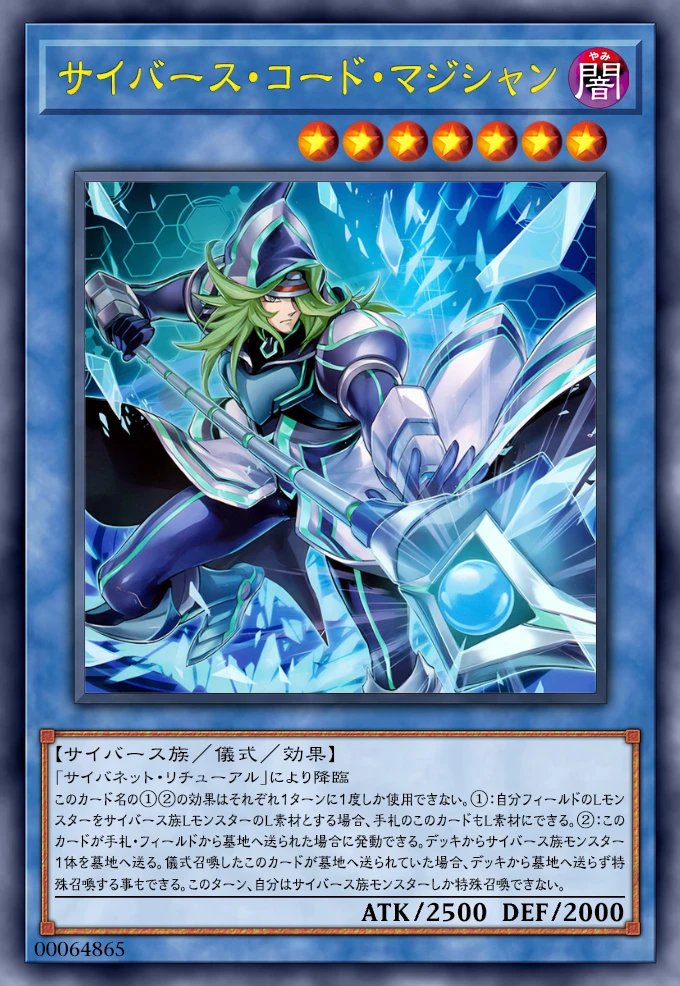 サイバース・コード・マジシャン
やみ
闇
【サイバース族／儀式／効果】
「サイバネット・リチューアル」により降臨
このカード名の①②の効果はそれぞれ1ターンに1度しか使用できない。①：自分フィールドのLモン
スターをサイバース族LモンスターのL素材とする場合、手札のこのカードもL素材にできる。②：この
カードが手札・フィールドから墓地へ送られた場合に発動できる。デッキからサイバース族モンスター
1体を墓地へ送る。儀式召喚したこのカードが墓地へ送られていた場合、デッキから墓地へ送らず特
殊召喚する事もできる。このターン、自分はサイバース族モンスターしか特殊召喚できない。
ATK/2500 DEF/2000
00064865